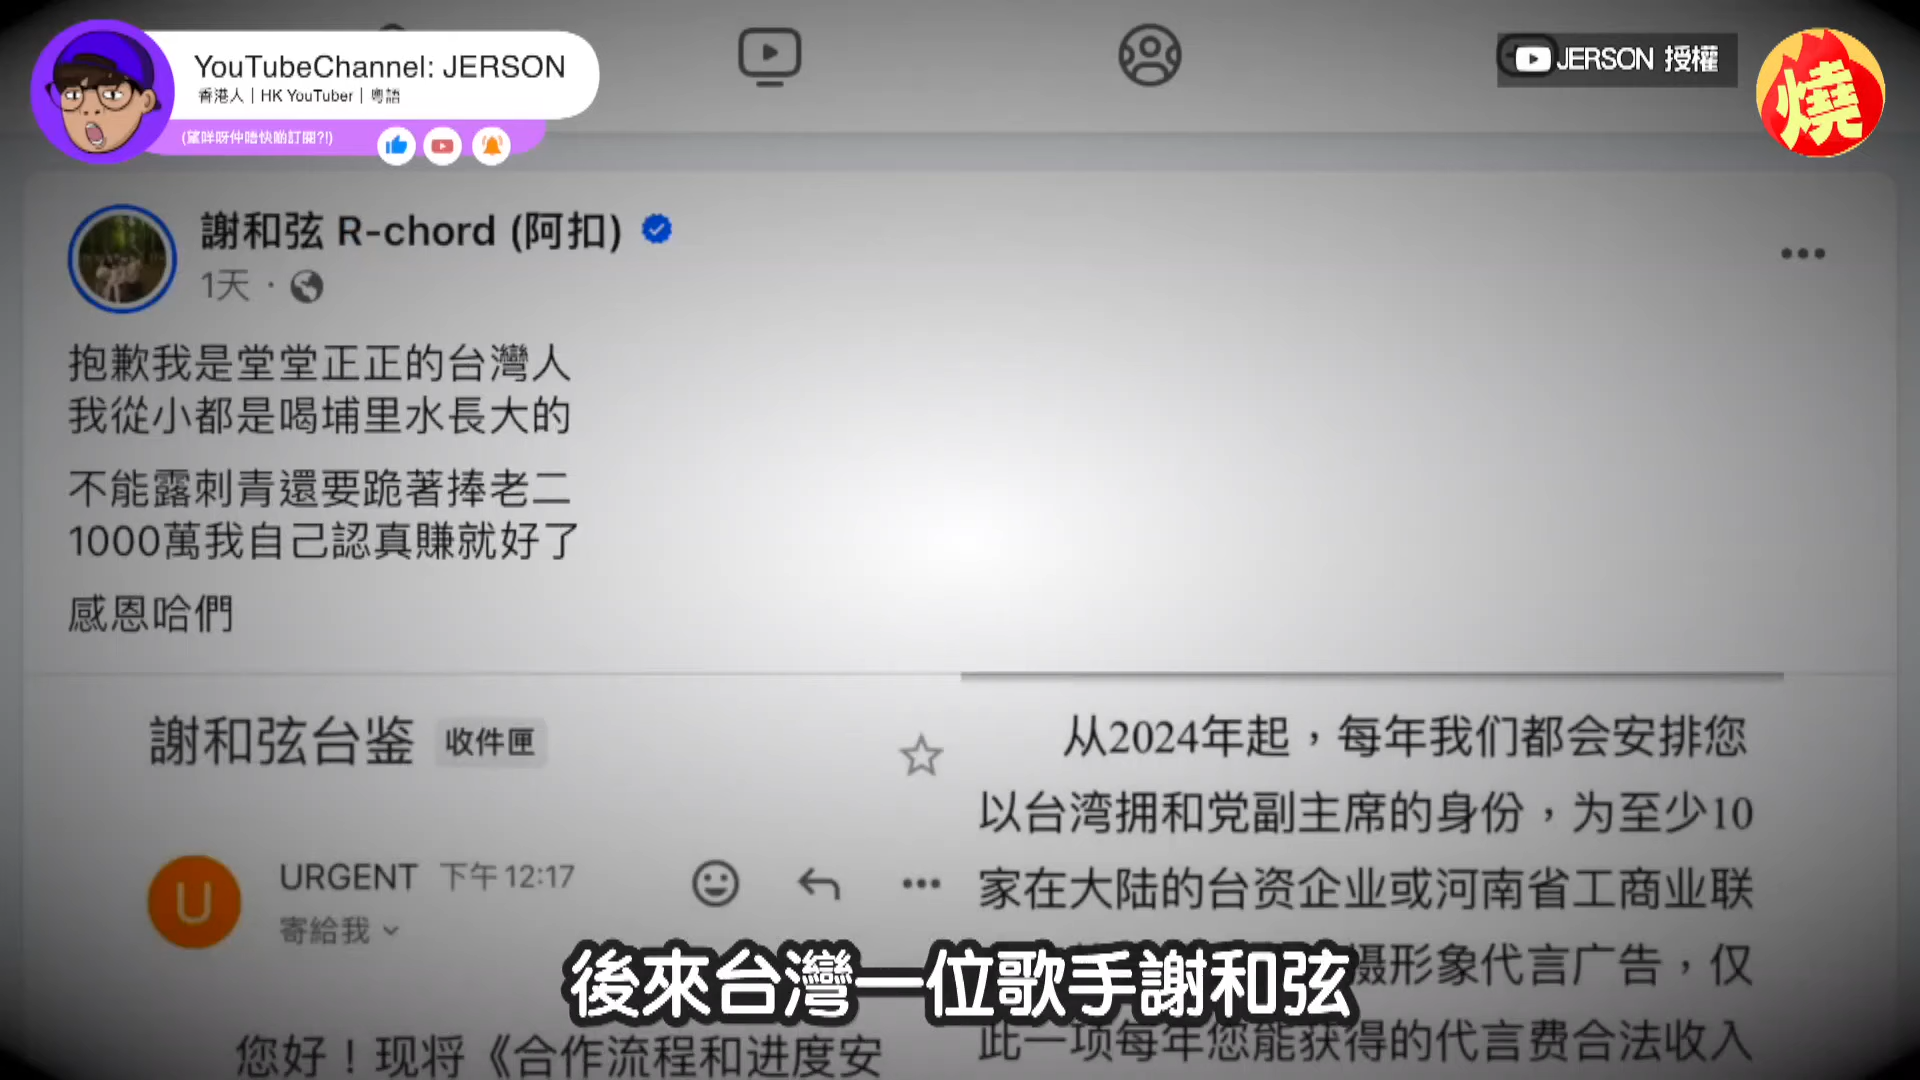 YouTubeChannel: JERSON
香港人 | HK YouTuber | 粵語
(望咩呀仲唔快啲訂閱?!)
JERSON 授權
燒
謝和弦 R-chord (阿扣)
1天 ·
抱歉我是堂堂正正的台灣人
我從小都是喝埔里水長大的
不能露刺青還要跪著捧老二
1000萬我自己認真賺就好了
感恩哈們
謝和弦台鉴 收件匣
U
URGENT 下午12:17
寄給我
您好！现将《合作流程和进度安
从2024年起，每年我们都会安排您
以台湾拥和党副主席的身份，为至少10
家在大陆的台资企业或河南省工商业联
摄形象代言广告，仅
此一项每年您能获得的代言费合法收入
後來台灣一位歌手謝和弦